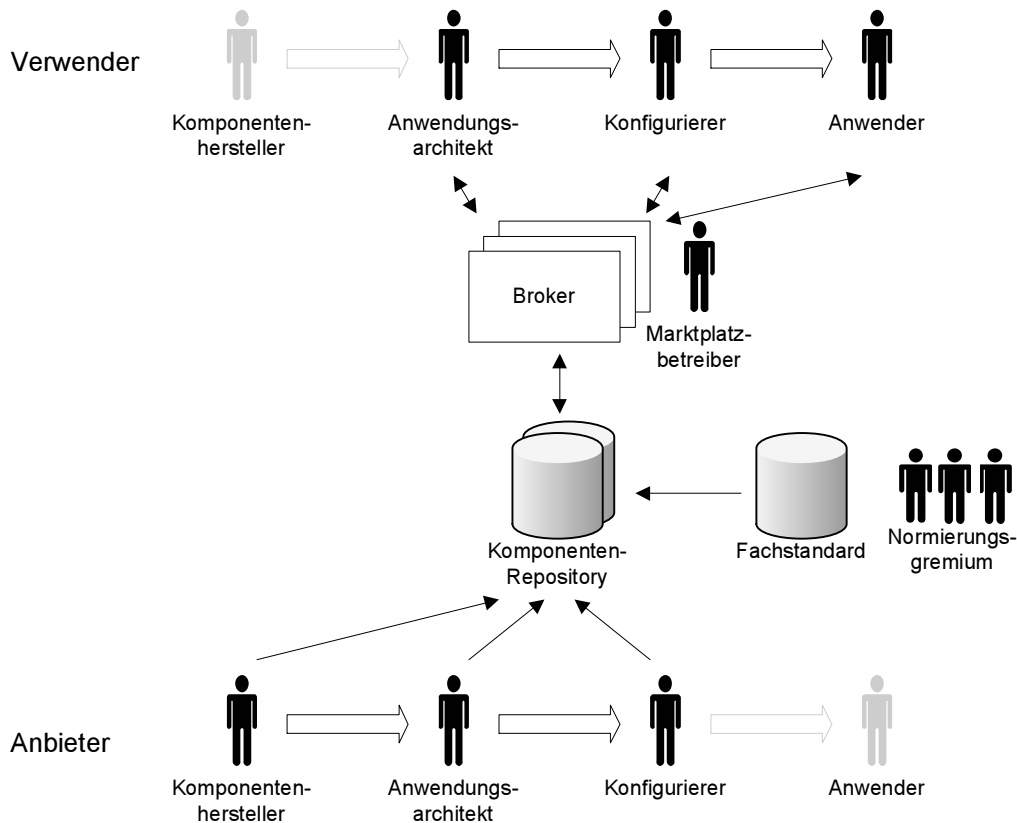 Verwender
Komponenten-
hersteller
Anwendungs-
architekt
Konfigurierer
Anwender
Broker
Marktplatz-
betreiber
Komponenten-
Repository
Fachstandard
Normierungs-
gremium
Anbieter
Komponenten-
hersteller
Anwendungs-
architekt
Konfigurierer
Anwender